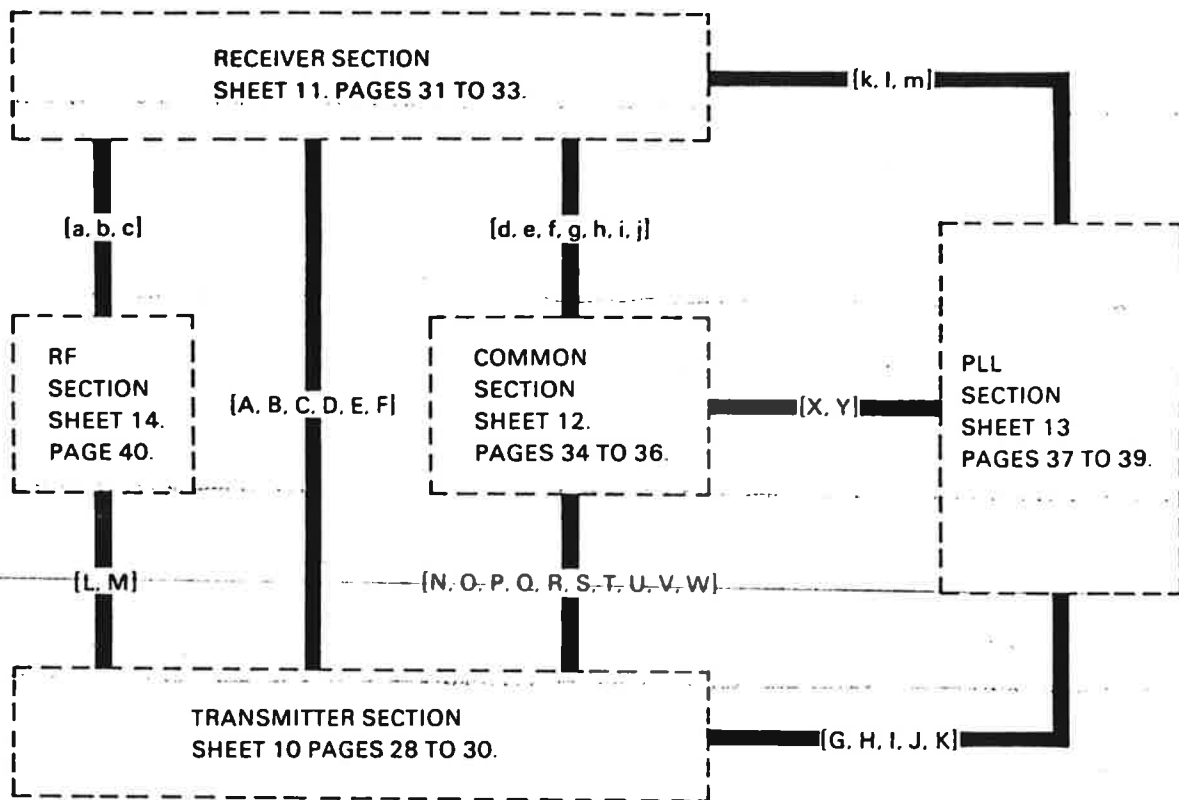 RECEIVER SECTION
SHEET 11. PAGES 31 TO 33.
[k, l, m]
[a, b, c]
[d, e, f, g, h, i, j]
RF
SECTION
SHEET 14.
PAGE 40.
[A, B, C, D, E, F]
COMMON
SECTION
SHEET 12.
PAGES 34 TO 36.
[X, Y]
PLL
SECTION
SHEET 13
PAGES 37 TO 39.
[L, M]
[N, O, P, Q, R, S, T, U, V, W]
TRANSMITTER SECTION
SHEET 10 PAGES 28 TO 30.
[G, H, I, J, K]